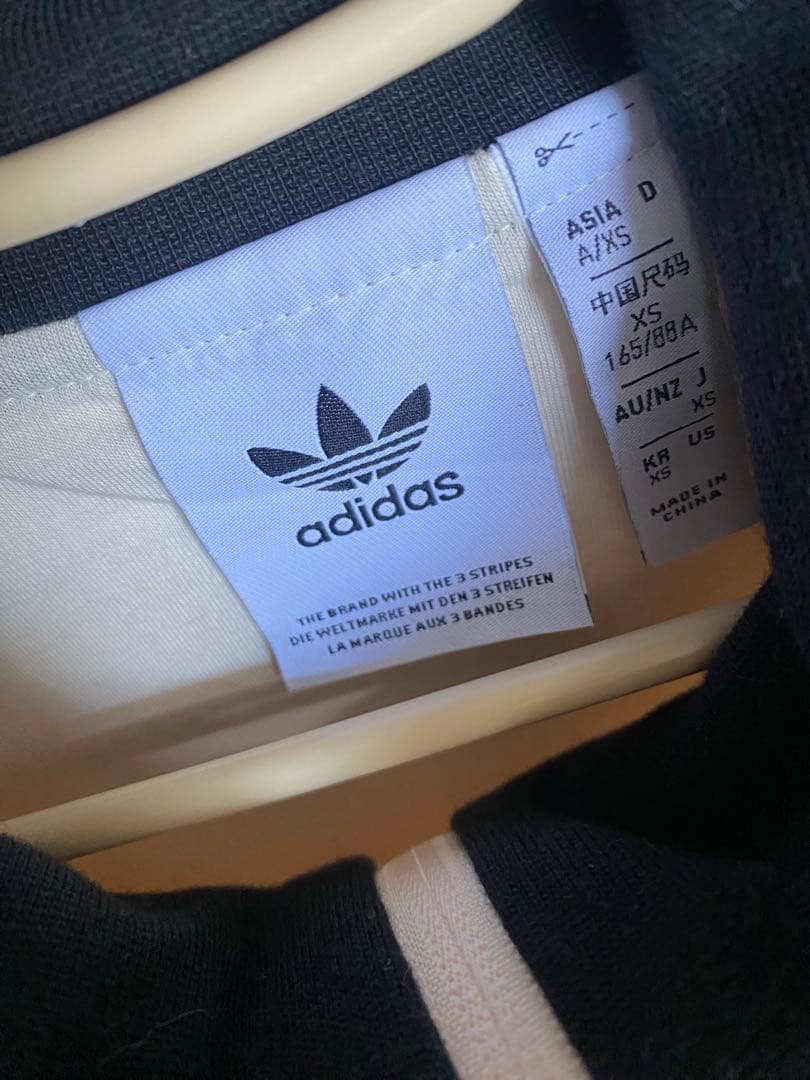 adidas
THE BRAND WITH THE 3 STRIPES
DIE WELTMARKE MIT DEN 3 STREIFEN
LA MARQUE AUX 3 BANDES
ASIA D
A/XS
中国尺码
XS
165/88A
AU/NZ J
XS
KR US
XS
MADE IN
CHINA